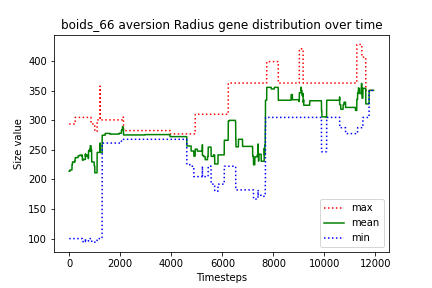 boids_66 aversion Radius gene distribution over time
Size value
400
350
300
250
200
150
100
max
mean
min
0
2000
4000
6000
8000
10000
12000
Timesteps